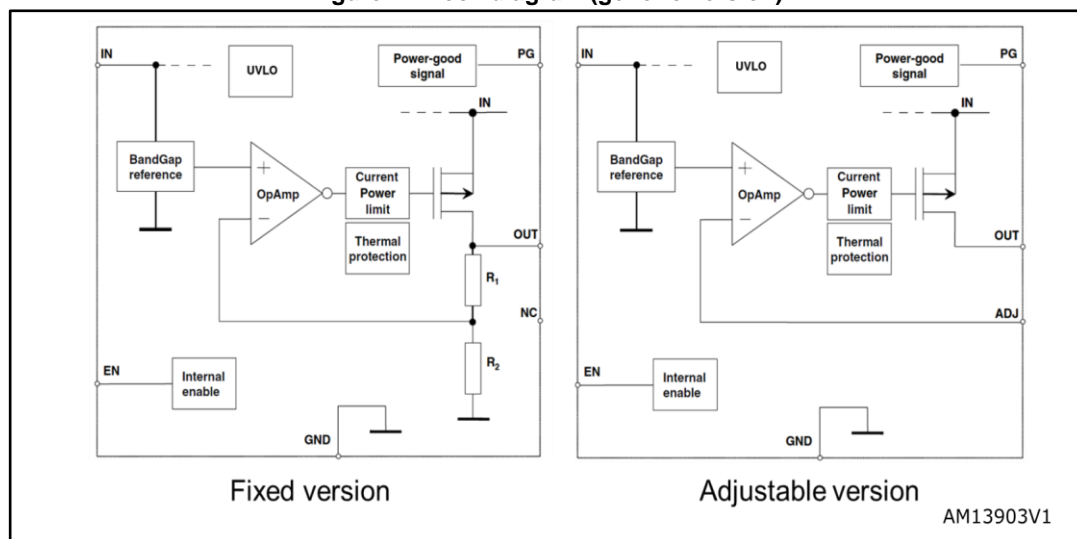 IN
UVLO
Power-good
signal
PG
IN
BandGap
reference
+
OpAmp
−
Current
Power
limit
Thermal
protection
OUT
R1
NC
R2
EN
Internal
enable
GND
Fixed version
IN
UVLO
Power-good
signal
PG
IN
BandGap
reference
+
OpAmp
−
Current
Power
limit
Thermal
protection
OUT
ADJ
EN
Internal
enable
GND
Adjustable version
AM13903V1